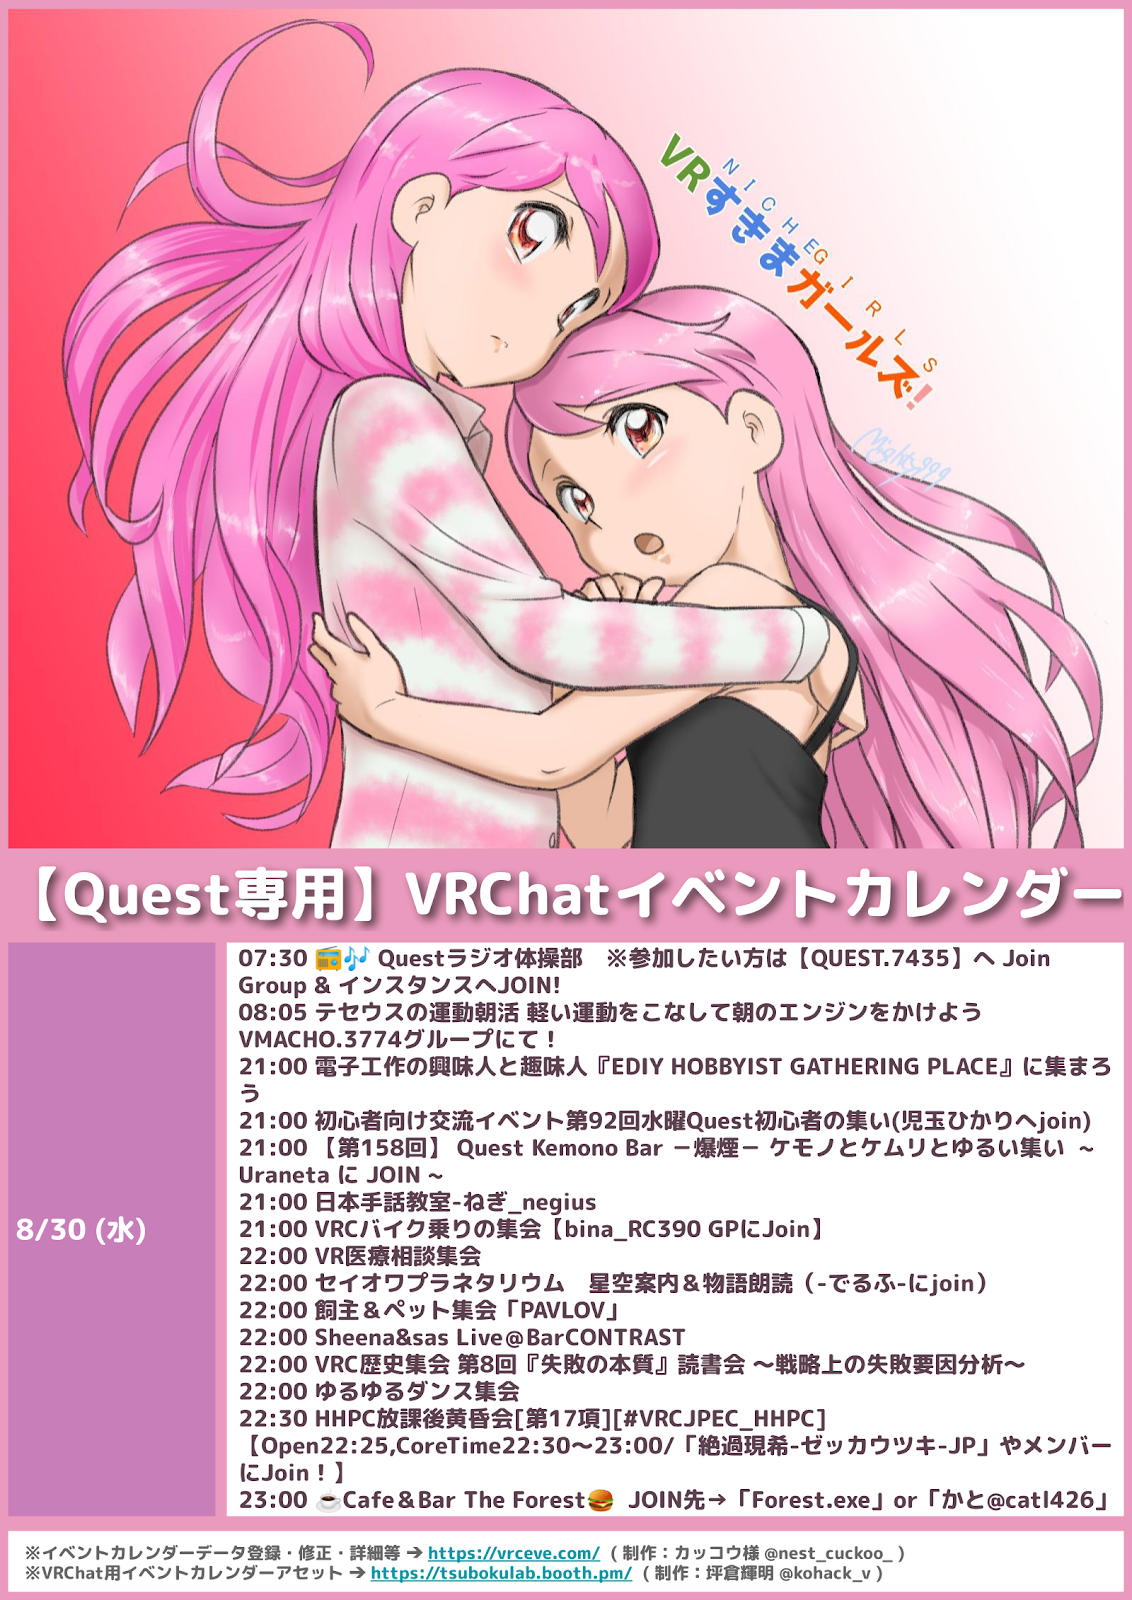 NICHE GIRLS
VRすきまガールズ!
Mighty999
【Quest専用】VRChatイベントカレンダー
8/30 (水)
07:30 📻🎶 Questラジオ体操部　※参加したい方は【QUEST.7435】へ Join
Group & インスタンスへJOIN!
08:05 テセウスの運動朝活 軽い運動をこなして朝のエンジンをかけよう
VMACHO.3774グループにて！
21:00 電子工作の興味人と趣味人『EDIY HOBBYIST GATHERING PLACE』に集まろ
う
21:00 初心者向け交流イベント第92回水曜Quest初心者の集い(児玉ひかりへjoin)
21:00 【第158回】 Quest Kemono Bar －爆煙－ ケモノとケムリとゆるい集い ～
Uraneta に JOIN ～
21:00 日本手話教室-ねぎ_negius
21:00 VRCバイク乗りの集会【bina_RC390 GPにJoin】
22:00 VR医療相談集会
22:00 セイオワプラネタリウム　星空案内＆物語朗読（-でるふ-にjoin）
22:00 飼主＆ペット集会「PAVLOV」
22:00 Sheena&sas Live@BarCONTRAST
22:00 VRC歴史集会 第8回『失敗の本質』読書会 ～戦略上の失敗要因分析～
22:00 ゆるゆるダンス集会
22:30 HHPC放課後黄昏会[第17項][#VRCJPEC_HHPC]
【Open22:25,CoreTime22:30～23:00/「絶過現希-ゼッカウツキ-JP」やメンバー
にJoin！】
23:00 ☕Cafe＆Bar The Forest🍔 JOIN先→「Forest.exe」or「かと@catl426」
※イベントカレンダーデータ登録・修正・詳細等 ➔ https://vrceve.com/ ( 制作：カッコウ様 @nest_cuckoo_ )
※VRChat用イベントカレンダーアセット ➔ https://tsubokulab.booth.pm/ ( 制作：坪倉輝明 @kohack_v )